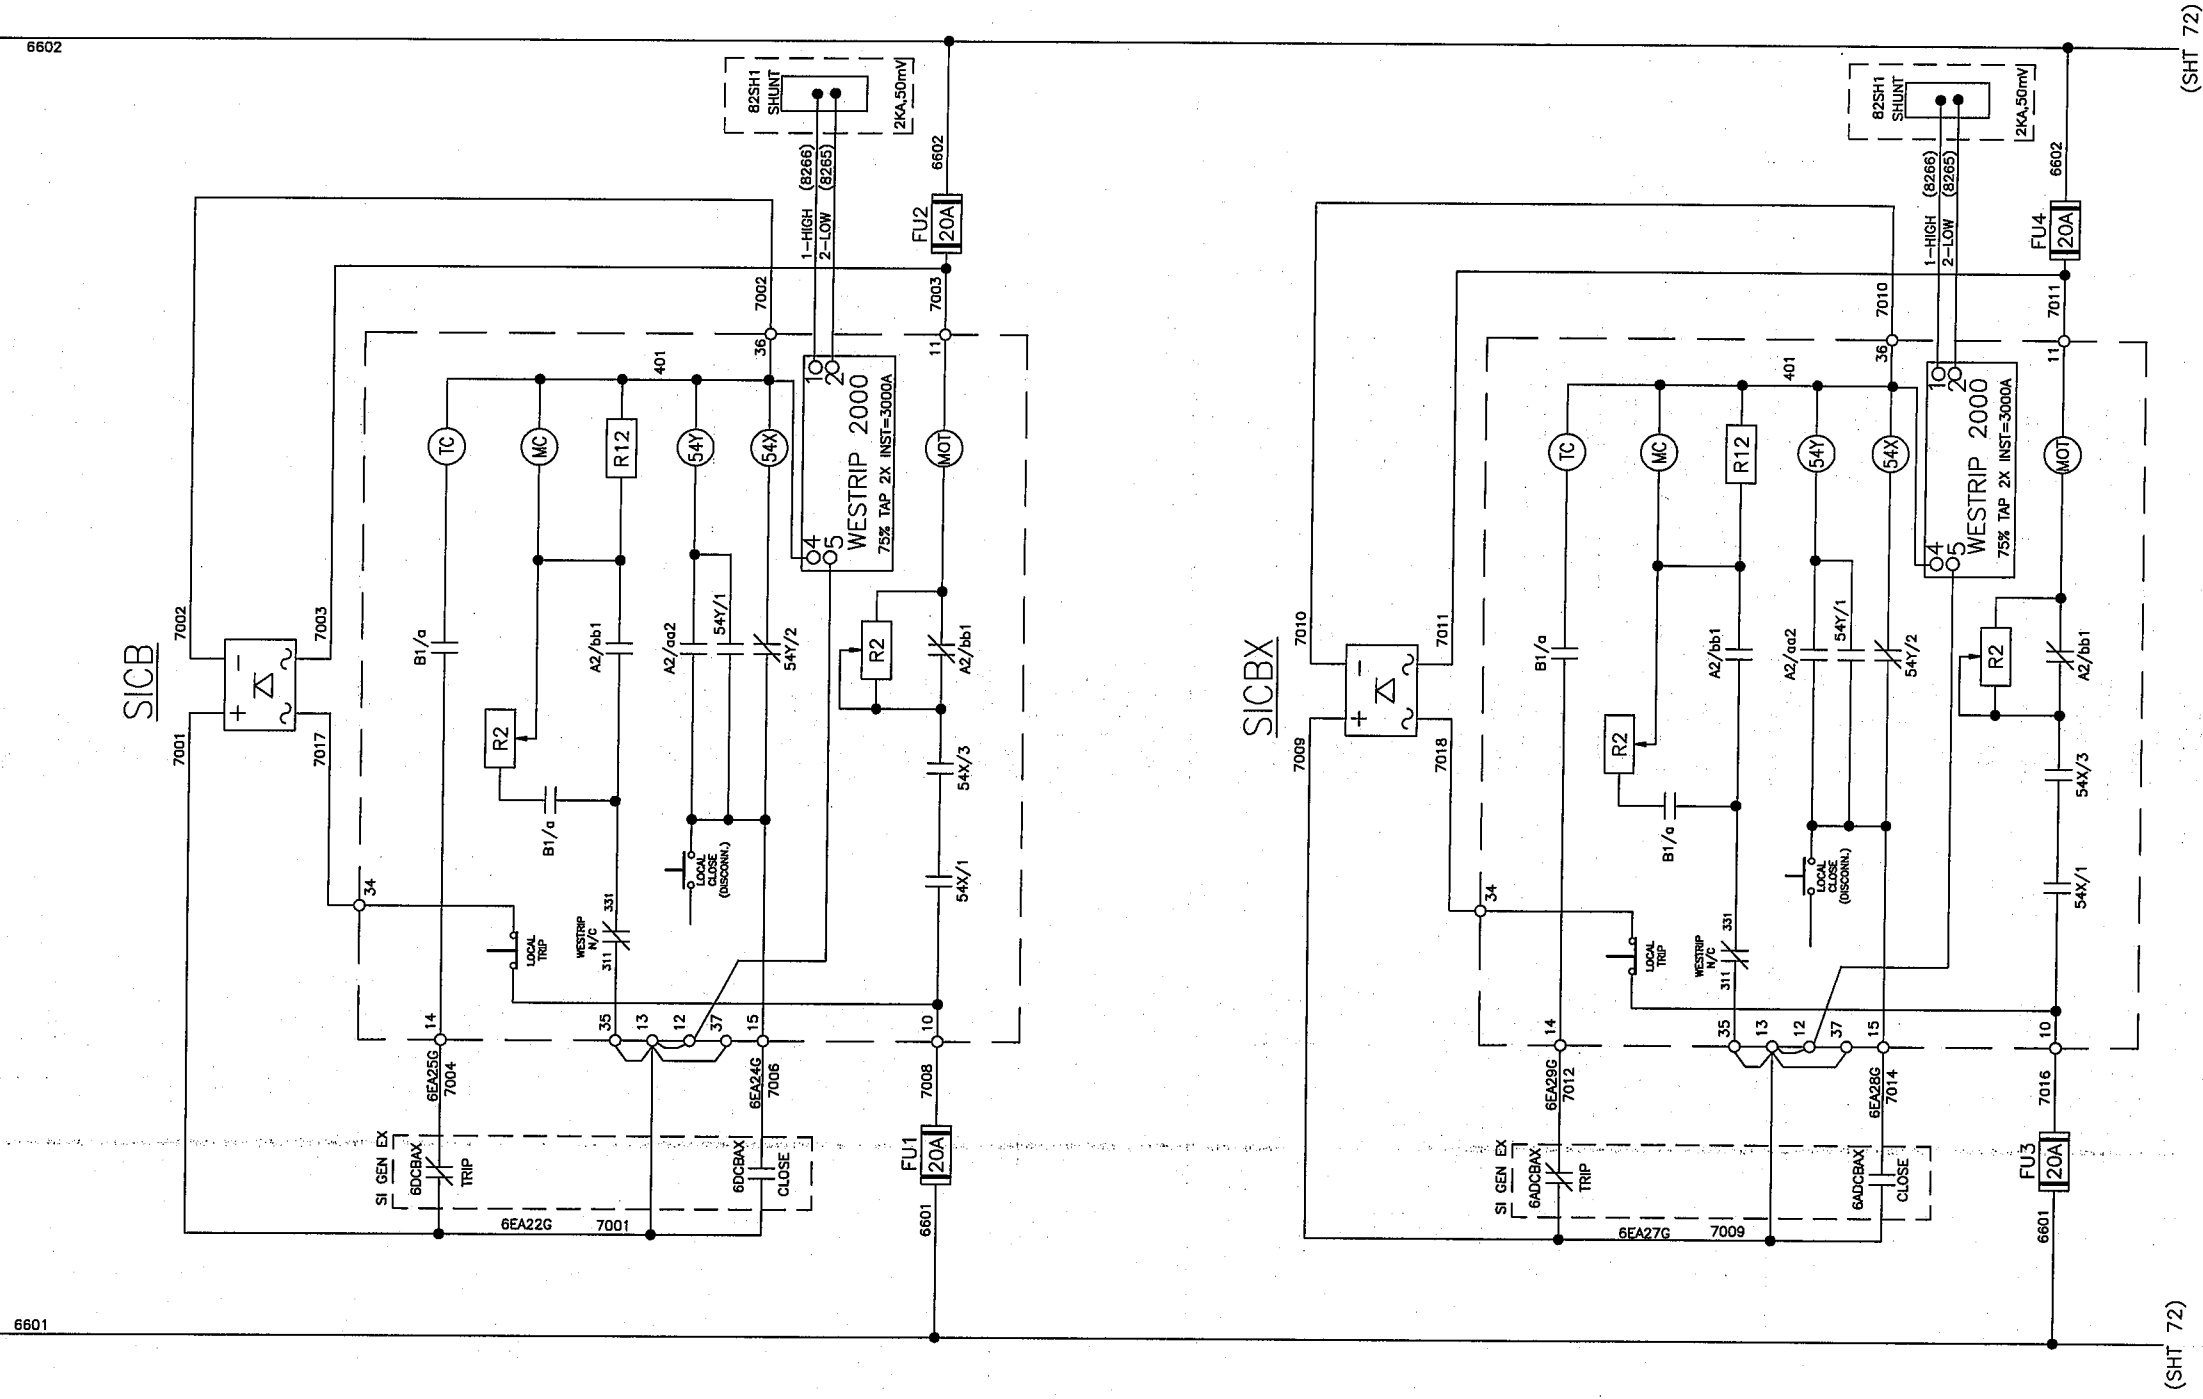 6602
(SHT 72)
82SH1
SHUNT
2KA,50mV
6602
(8266)
(8265)
1-HIGH
2-LOW
FU2
20A
7002
7003
36
11
401
1
2
TC
MC
R12
54Y
54X
WESTRIP 2000
75% TAP 2X INST=3000A
4
5
MOT
SICB
7002
7003
7001
7017
-
+
B1/a
A2/bb1
A2/aa2
54Y/1
54Y/2
R2
R2
A2/bb1
B1/a
54X/3
54X/1
34
LOCAL
TRIP
WESTRIP
N/C
331
311
LOCAL
CLOSE
(DISCONN.)
14
35
13
12
37
15
10
6EA25G
7004
6EA24G
7006
7008
SI GEN EX
6DCBAX
TRIP
6DCBAX
CLOSE
FU1
20A
6EA22G
7001
6601
6601
82SH1
SHUNT
2KA,50mV
6602
(8266)
(8265)
1-HIGH
2-LOW
FU4
20A
7010
7011
36
11
401
1
2
TC
MC
R12
54Y
54X
WESTRIP 2000
75% TAP 2X INST=3000A
4
5
MOT
SICBX
7010
7011
7009
7018
-
+
B1/a
A2/bb1
A2/aa2
54Y/1
54Y/2
R2
R2
A2/bb1
B1/a
54X/3
54X/1
34
LOCAL
TRIP
WESTRIP
N/C
331
311
LOCAL
CLOSE
(DISCONN.)
14
35
13
12
37
15
10
6EA29G
7012
6EA28G
7014
7016
SI GEN EX
6ADCBAX
TRIP
6ADCBAX
CLOSE
FU3
20A
6EA27G
7009
6601
(SHT 72)